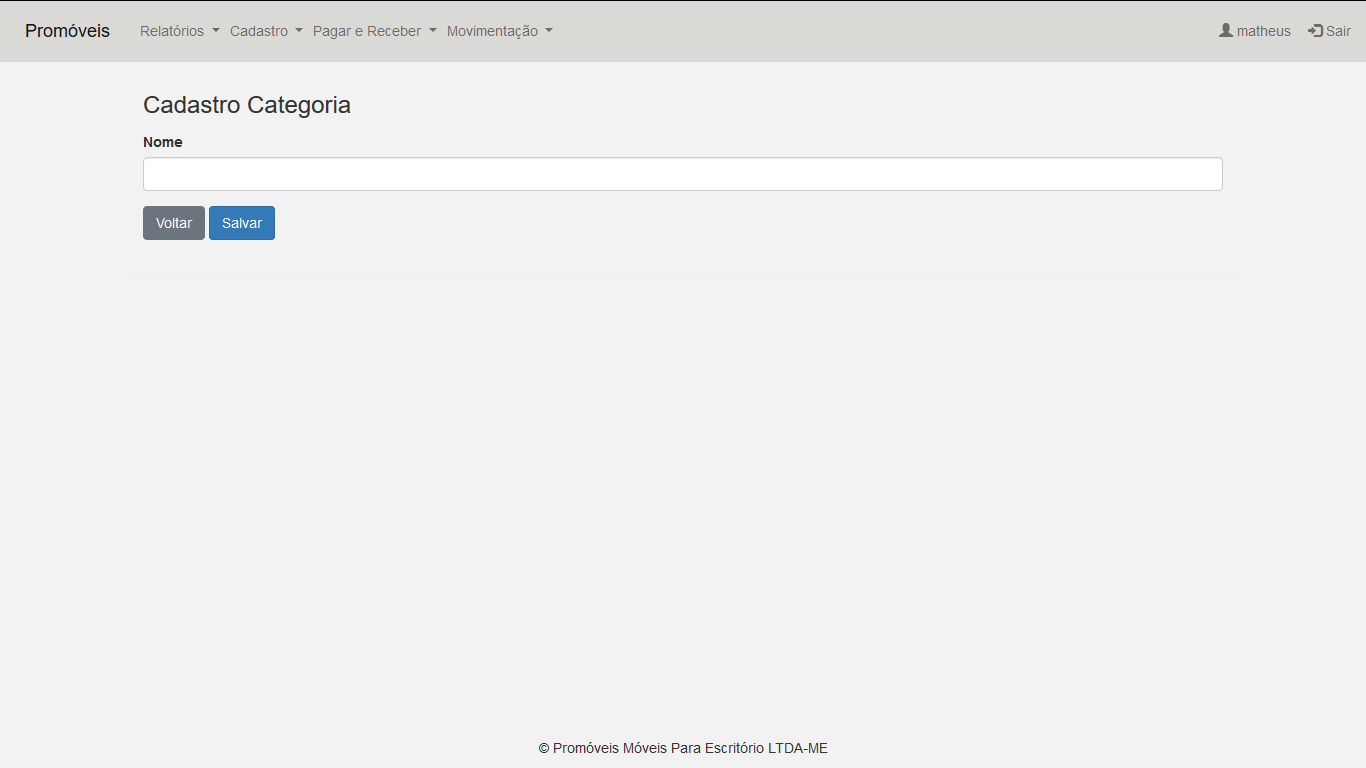 Promóveis Relatórios Cadastro Pagar e Receber Movimentação matheus Sair
Cadastro Categoria
Nome
Voltar Salvar
© Promóveis Móveis Para Escritório LTDA-ME